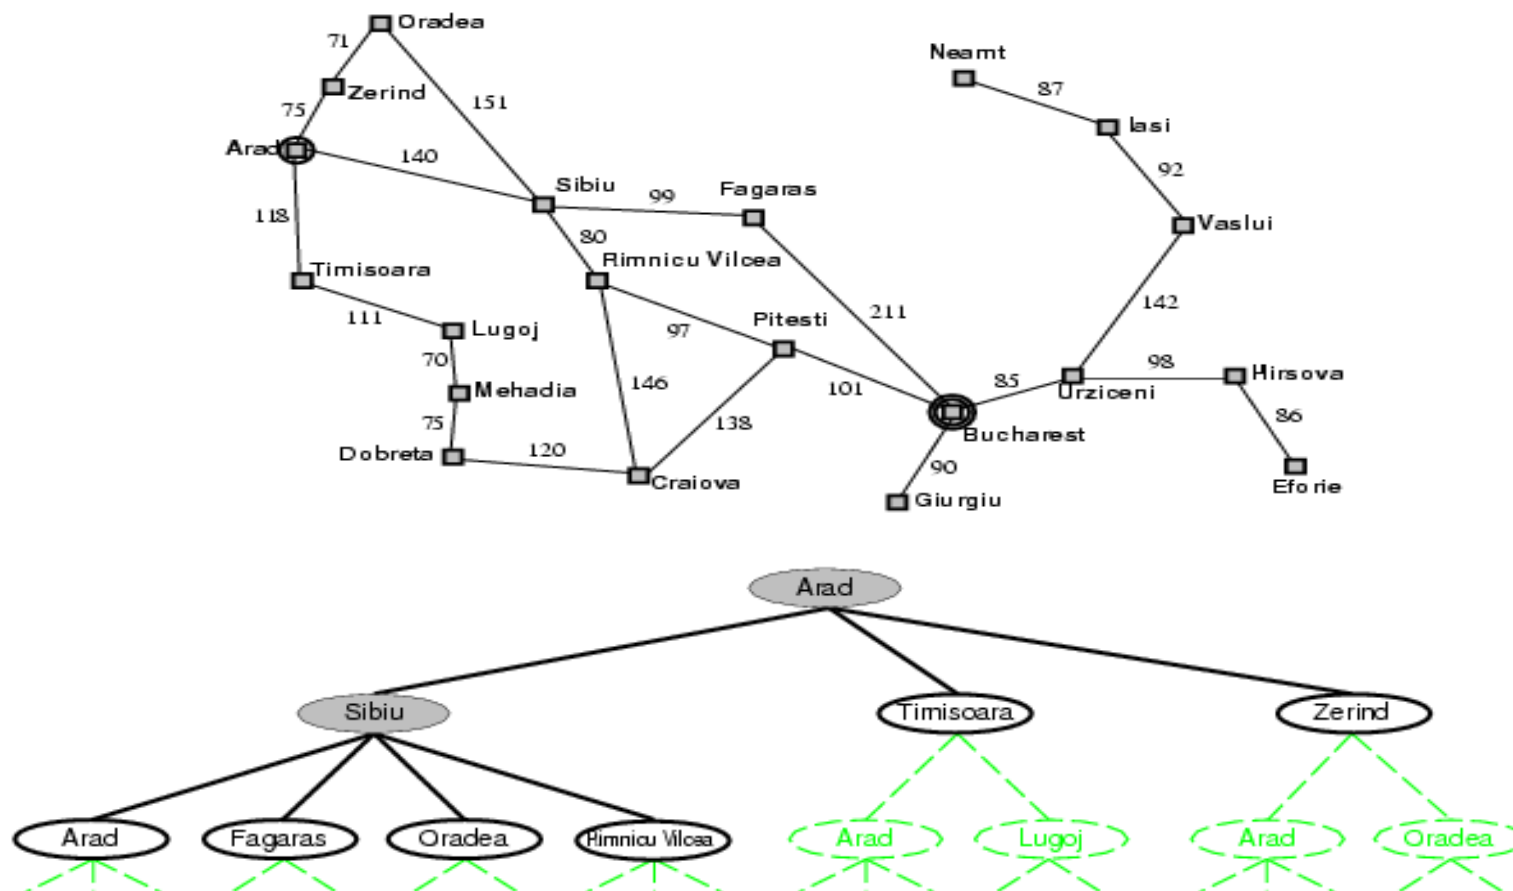 Oradea
71
Neamt
Zerind
87
75
151
Iasi
Arad
140
92
Sibiu
Fagaras
99
118
Vaslui
80
Rimnicu Vilcea
Timisoara
142
111
Pitesti
211
Lugoj
97
70
98
Hirsova
146
101
85
Mehadia
Urziceni
75
138
86
Bucharest
Dobreta
120
90
Craiova
Eforie
Giurgiu
Arad
Sibiu
Timisoara
Zerind
Arad
Fagaras
Oradea
Rimnicu Vilcea
Arad
Lugoj
Arad
Oradea